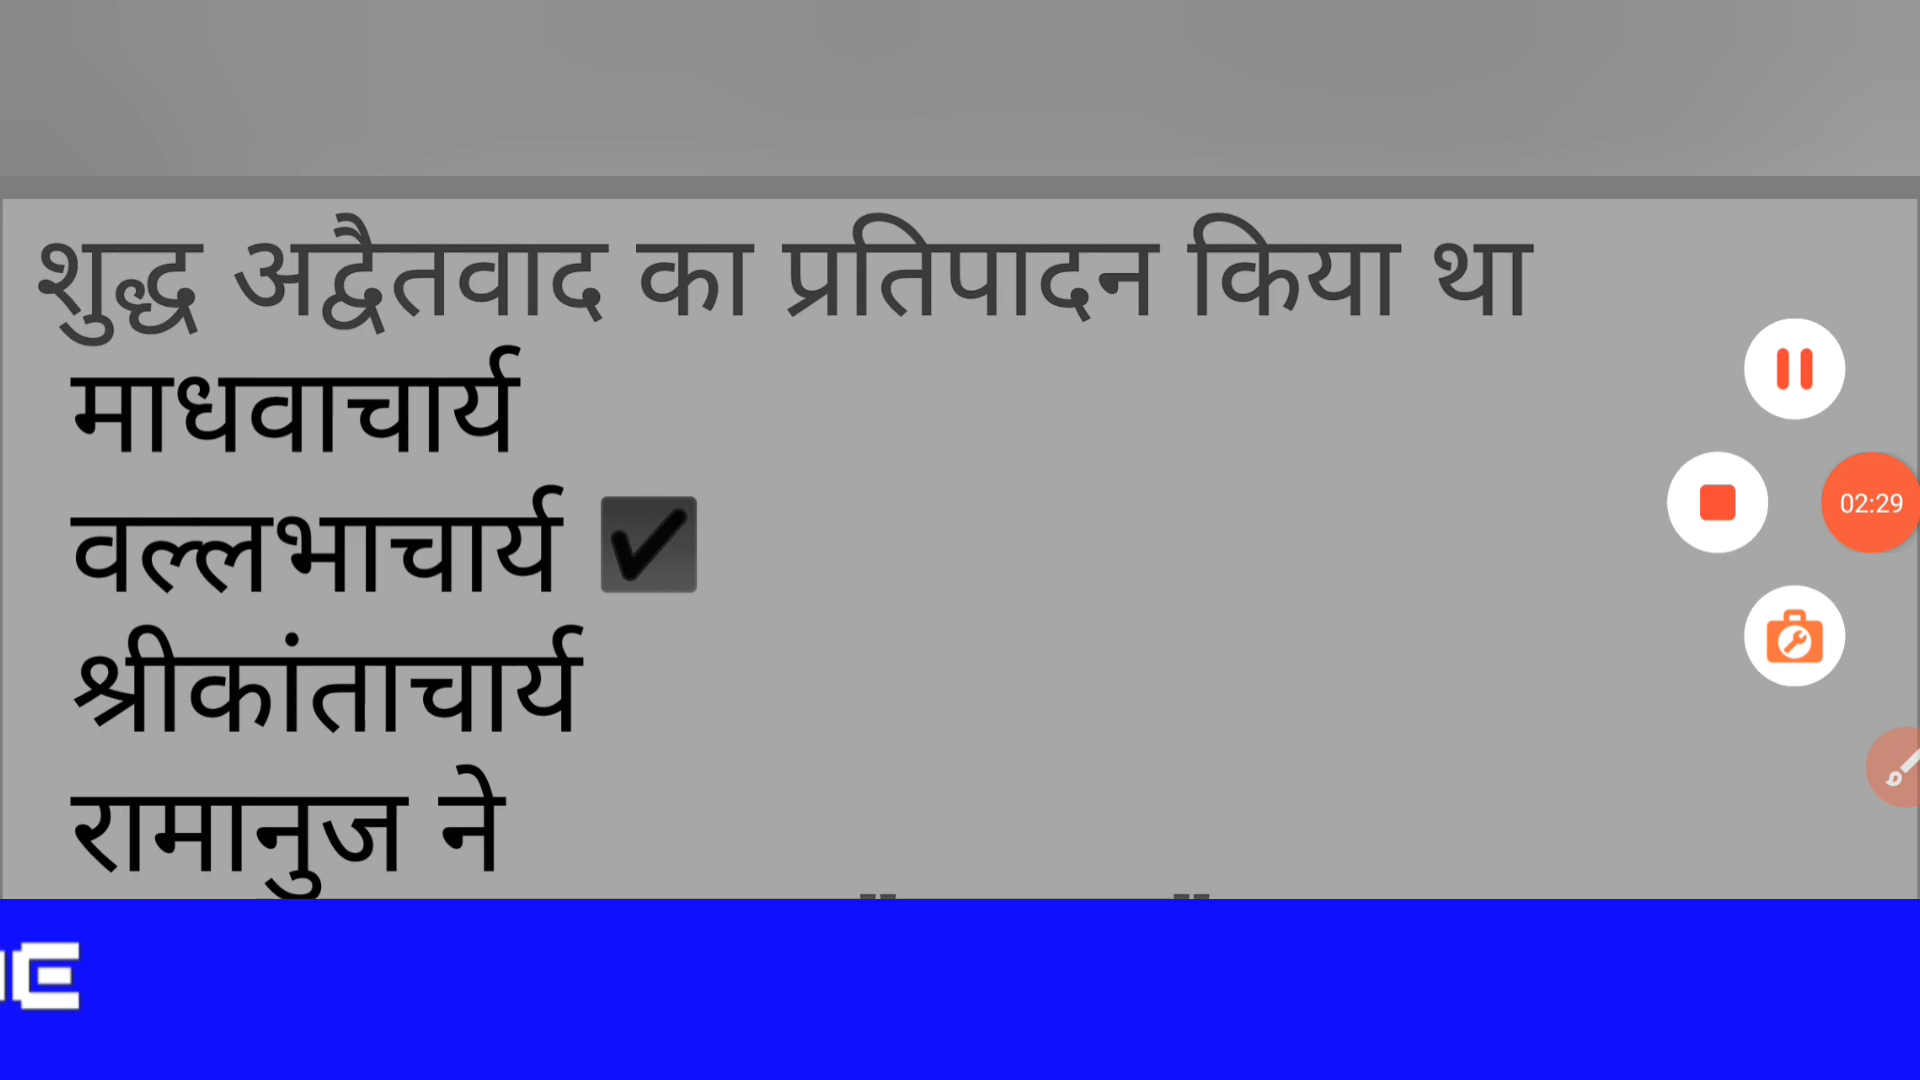 शुद्ध अद्वैतवाद का प्रतिपादन किया था
माधवाचार्य
वल्लभाचार्य ✔
श्रीकांताचार्य
रामानुज ने
02:29
E